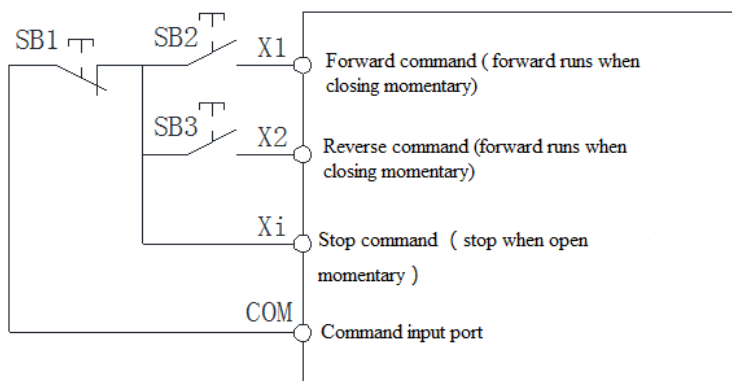 SB1
SB2
X1
Forward command ( forward runs when
closing momentary)
SB3
X2
Reverse command (forward runs when
closing momentary)
Xi
Stop command ( stop when open
momentary )
COM
Command input port